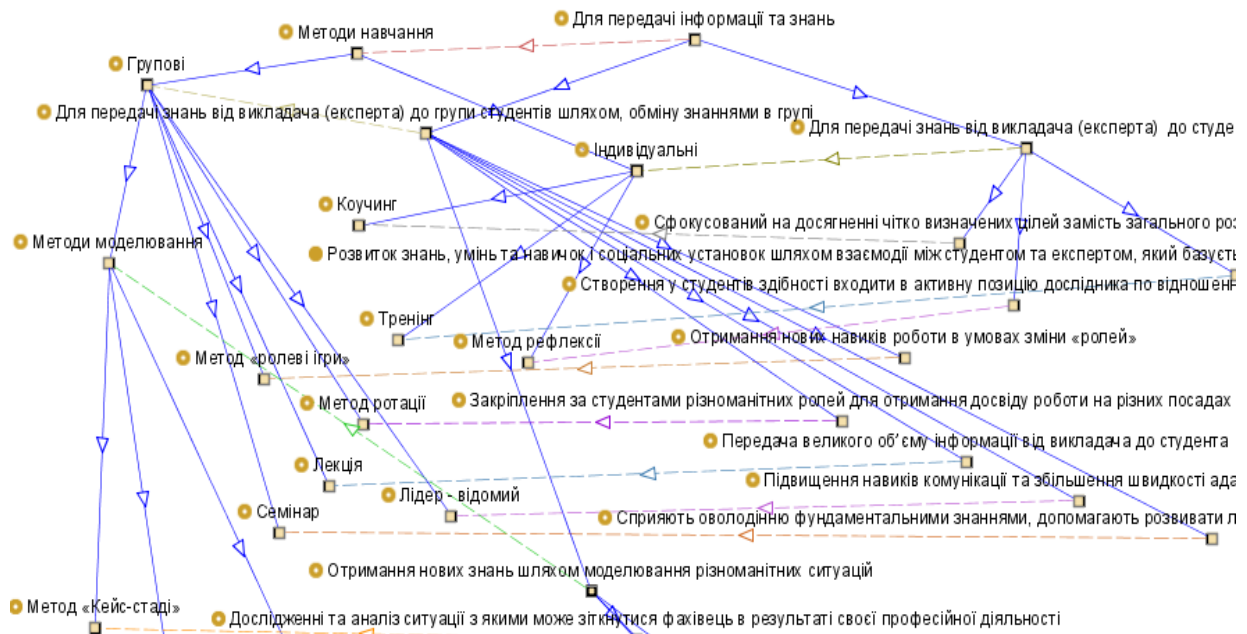 Для передачі інформації та знань
Методи навчання
Групові
Для передачі знань від викладача (експерта) до групи студентів шляхом, обміну знаннями в групі
Для передачі знань від викладача (експерта) до студе
Індивідуальні
Коучинг
Сфокусований на досягненні чітко визначених цілей замість загального роз
Методи моделювання
Розвиток знань, умінь та навичок і соціальних установок шляхом взаємодії між студентом та експертом, який базуєть
Створення у студентів здібності входити в активну позицію дослідника по відношенн
Тренінг
Метод рефлексії
Отримання нових навиків роботи в умовах зміни «ролей»
Метод «ролеві ігри»
Метод ротації
Закріплення за студентами різноманітних ролей для отримання досвіду роботи на різних посадах
Передача великого об’єму інформації від викладача до студента
Лекція
Підвищення навиків комунікації та збільшення швидкості ада
Лідер - відомий
Семінар
Сприяють оволодінню фундаментальними знаннями, допомагають розвивати л
Отримання нових знань шляхом моделювання різноманітних ситуацій
Метод «Кейс-стаді»
Дослідженні та аналіз ситуації з якими може зіткнутися фахівець в результаті своєї професійної діяльності